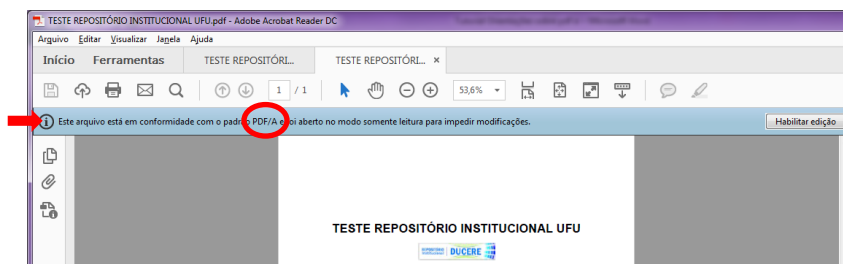 TESTE REPOSITÓRIO INSTITUCIONAL UFU.pdf - Adobe Acrobat Reader DC
Arquivo Editar Visualizar Janela Ajuda
Início Ferramentas TESTE REPOSITÓRI... TESTE REPOSITÓRI... ×
1 / 1 53,6%
Este arquivo está em conformidade com o padrão PDF/A e foi aberto no modo somente leitura para impedir modificações. Habilitar edição
TESTE REPOSITÓRIO INSTITUCIONAL UFU
DUCERE